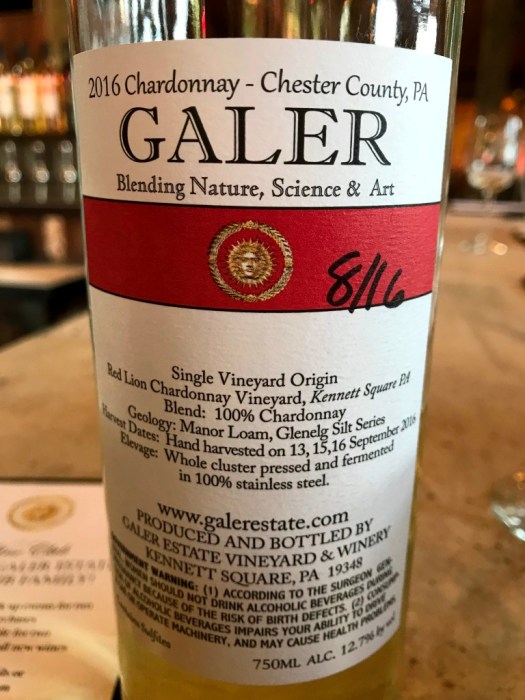 2016 Chardonnay - Chester County, PA
GALER
Blending Nature, Science & Art
8/16
Single Vineyard Origin
Red Lion Chardonnay Vineyard, Kennett Square PA
Blend: 100% Chardonnay
Geology: Manor Loam, Glenelg Silt Series
Harvest Dates: Hand harvested on 13, 15,16 September 2016
Elevage: Whole cluster pressed and fermented
in 100% stainless steel.
www.galerestate.com
PRODUCED AND BOTTLED BY
GALER ESTATE VINEYARD & WINERY
KENNETT SQUARE, PA 19348
WARNING: (1) ACCORDING TO THE SURGEON GEN-
WOMEN SHOULD NOT DRINK ALCOHOLIC BEVERAGES DURING
BECAUSE OF THE RISK OF BIRTH DEFECTS. (2) CONSUMP-
ALCOHOLIC BEVERAGES IMPAIRS YOUR ABILITY TO DRIVE
OPERATE MACHINERY, AND MAY CAUSE HEALTH PROBLEMS
Sulfites
750ML ALC. 12.7% by vol